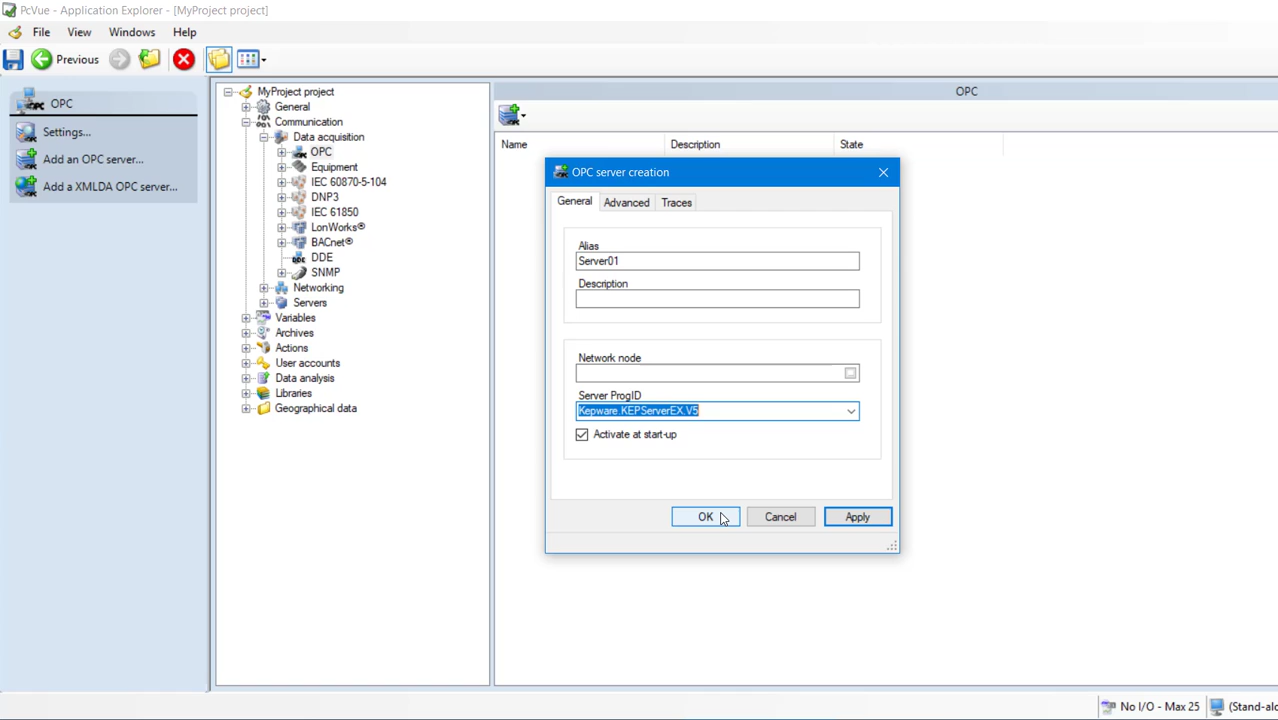 PcVue - Application Explorer - [MyProject project]
File View Windows Help
Previous
OPC
Settings...
Add an OPC server...
Add a XMLDA OPC server...
MyProject project
General
Communication
Data acquisition
OPC
Equipment
IEC 60870-5-104
DNP3
IEC 61850
LonWorks®
BACnet®
DDE
SNMP
Networking
Servers
Variables
Archives
Actions
User accounts
Data analysis
Libraries
Geographical data
OPC
Name Description State
OPC server creation
General Advanced Traces
Alias
Server01
Description
Network node
Server ProgID
Kepware.KEPServerEX.V5
Activate at start-up
OK Cancel Apply
No I/O - Max 25 (Stand-alo